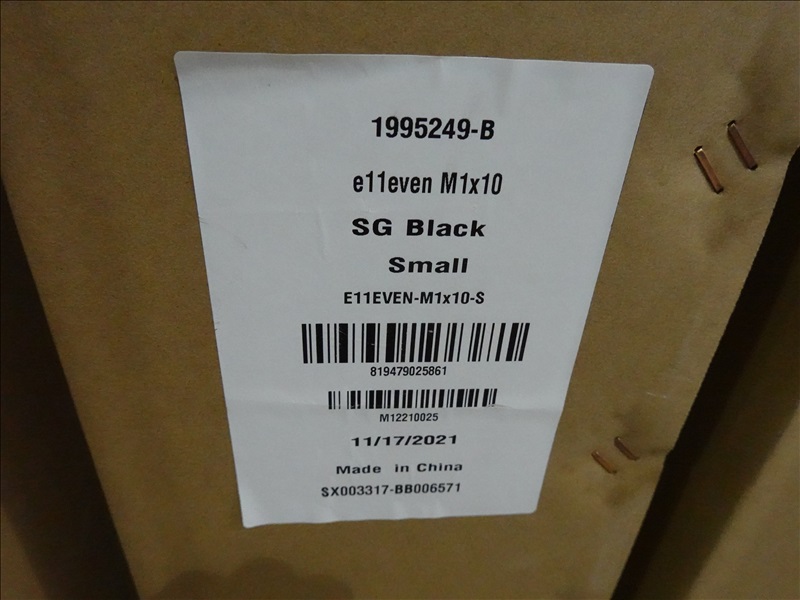 1995249-B
e11even M1x10
SG Black
Small
E11EVEN-M1x10-S
819479025861
M12210025
11/17/2021
Made in China
SX003317-BB006571